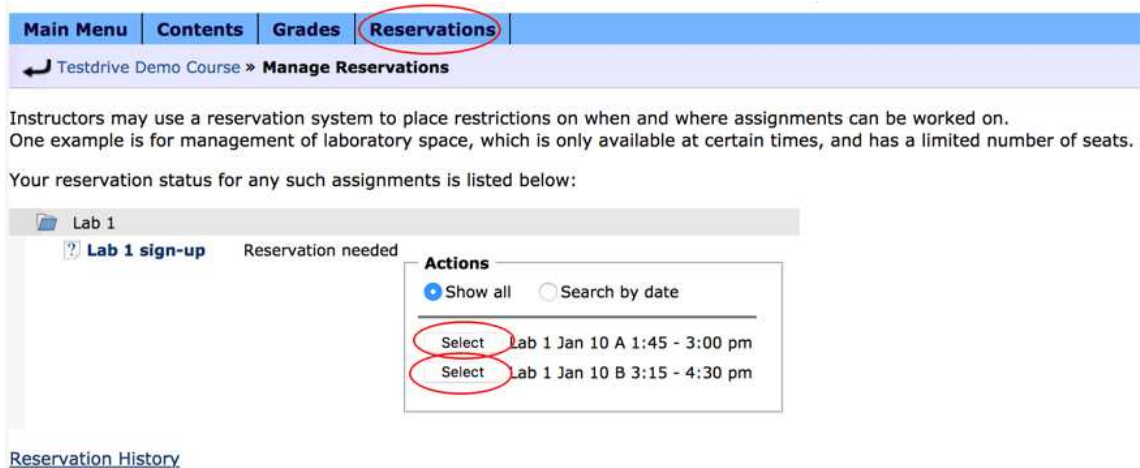 Main Menu Contents Grades Reservations
Testdrive Demo Course » Manage Reservations
Instructors may use a reservation system to place restrictions on when and where assignments can be worked on.
One example is for management of laboratory space, which is only available at certain times, and has a limited number of seats.
Your reservation status for any such assignments is listed below:
Lab 1
? Lab 1 sign-up Reservation needed
Actions
Show all Search by date
Select Lab 1 Jan 10 A 1:45 - 3:00 pm
Select Lab 1 Jan 10 B 3:15 - 4:30 pm
Reservation History